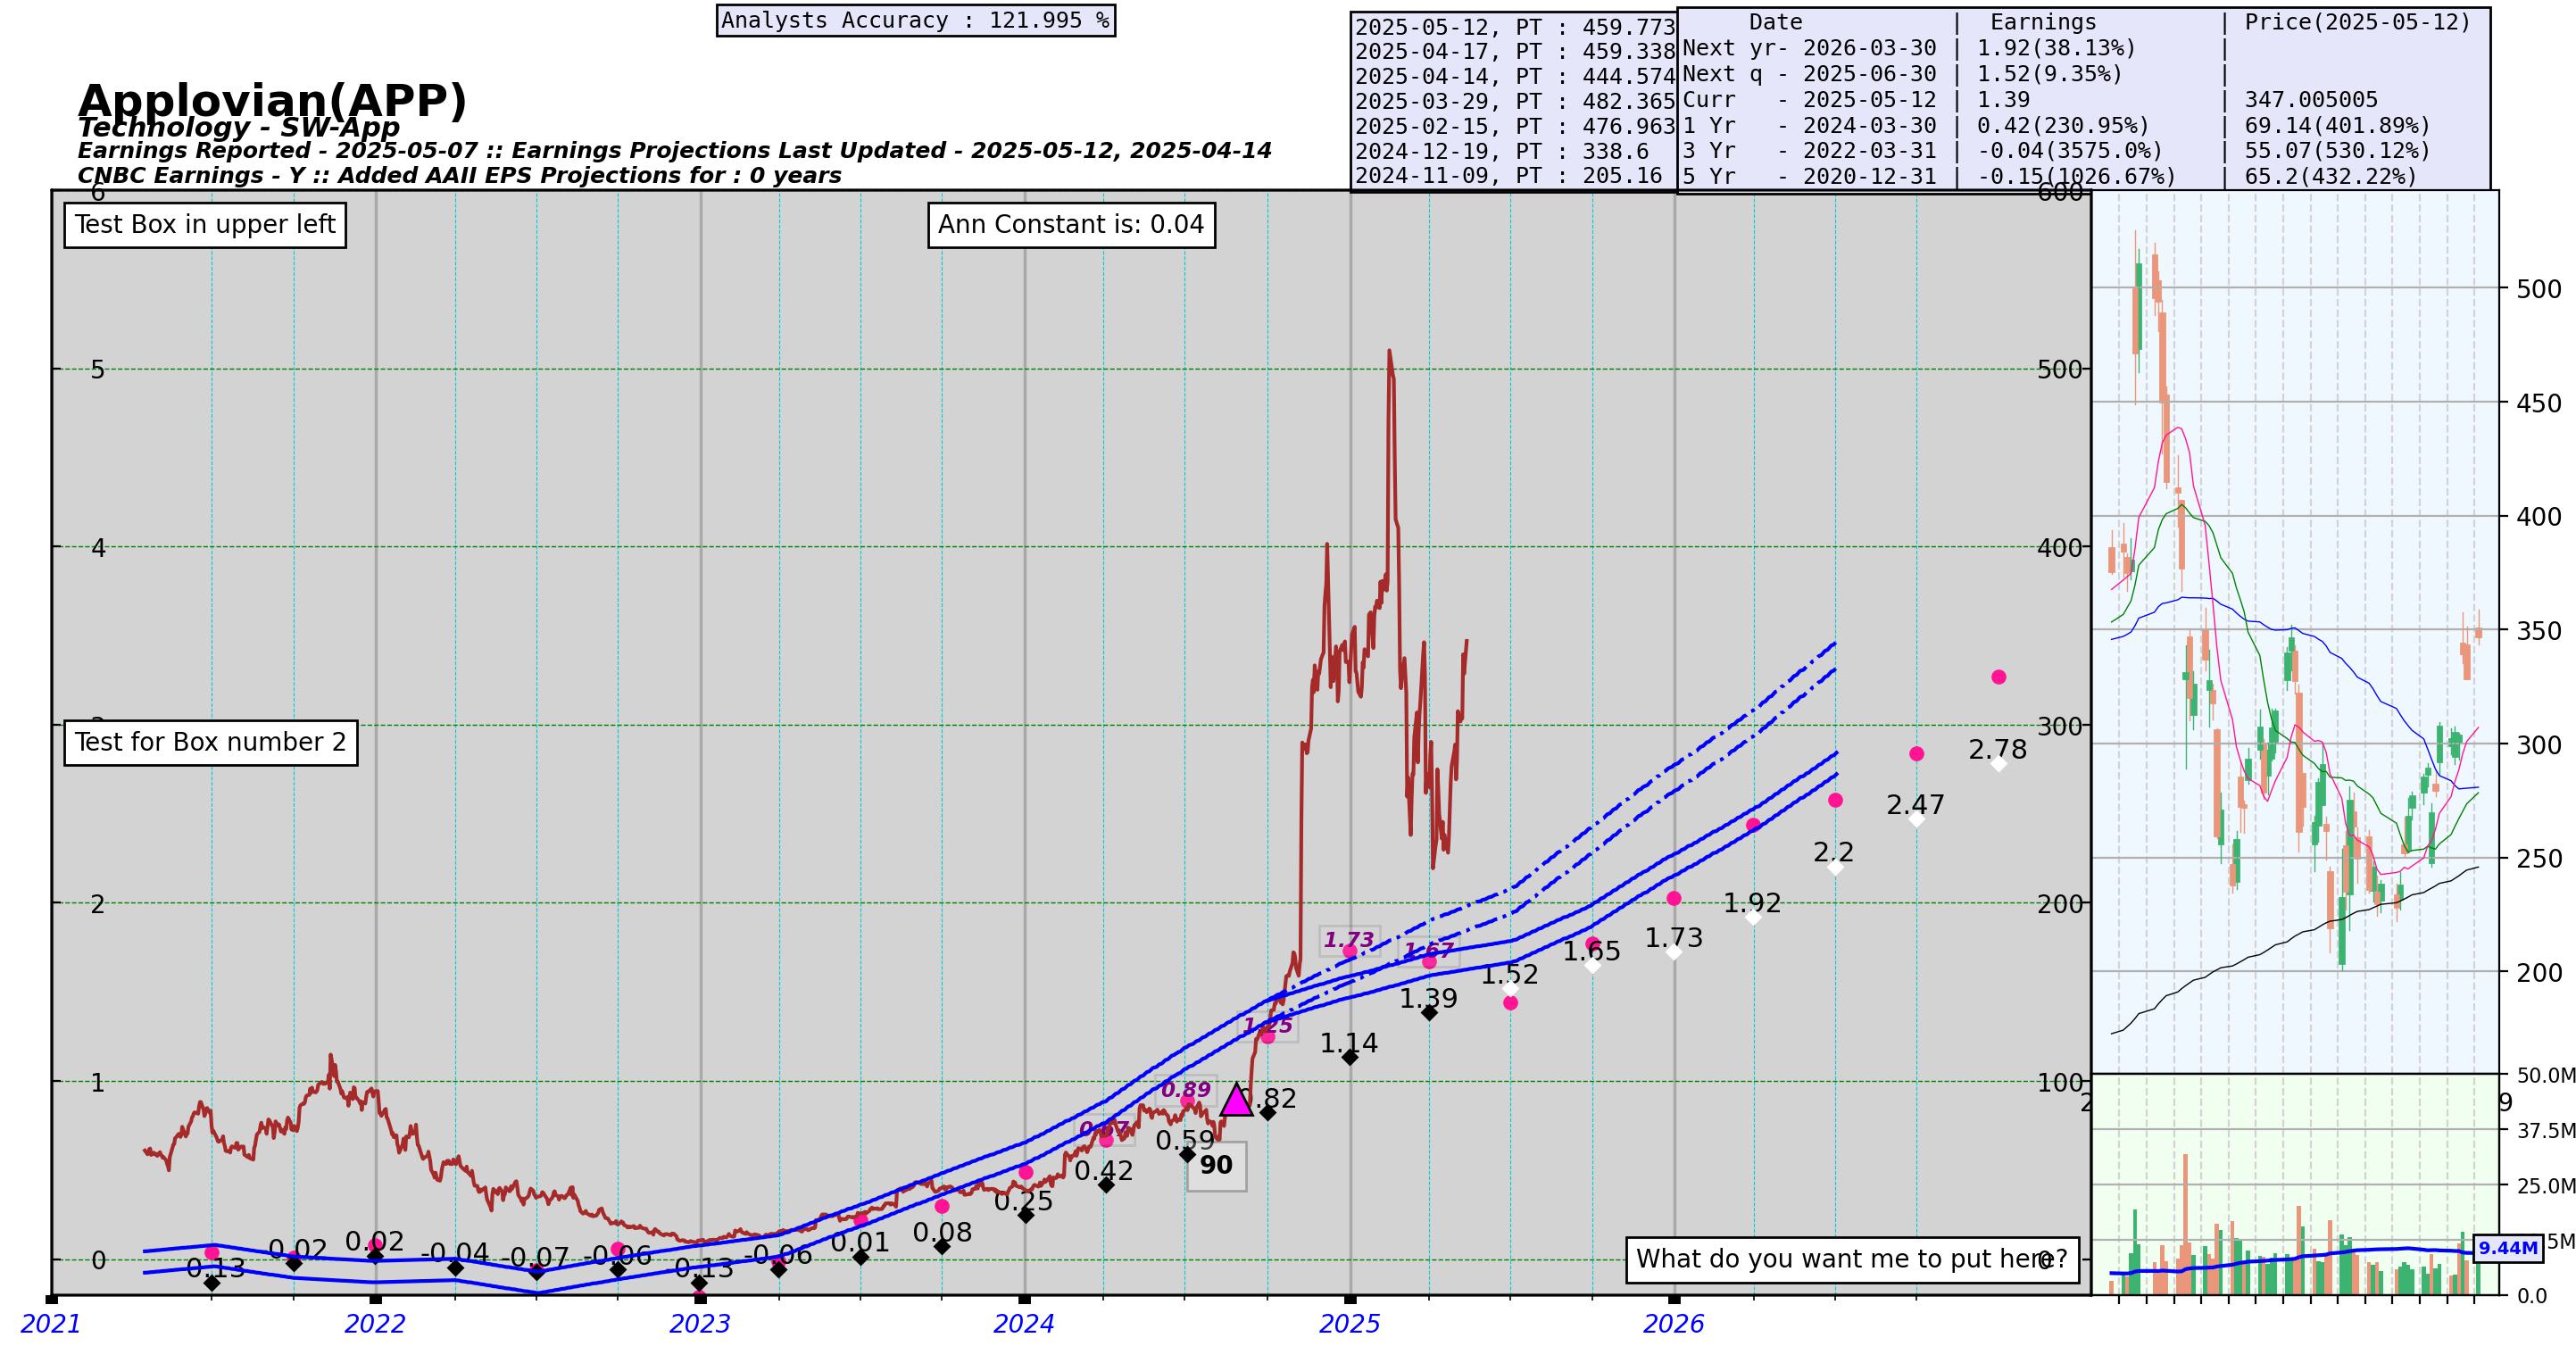 Analysts Accuracy : 121.995 %
2025-05-12, PT : 459.773
2025-04-17, PT : 459.338
2025-04-14, PT : 444.574
2025-03-29, PT : 482.365
2025-02-15, PT : 476.963
2024-12-19, PT : 338.6
2024-11-09, PT : 205.16
Date | Earnings | Price(2025-05-12)
Next yr- 2026-03-30 | 1.92(38.13%) |
Next q - 2025-06-30 | 1.52(9.35%) |
Curr - 2025-05-12 | 1.39 | 347.005005
1 Yr - 2024-03-30 | 0.42(230.95%) | 69.14(401.89%)
3 Yr - 2022-03-31 | -0.04(3575.0%) | 55.07(530.12%)
5 Yr - 2020-12-31 | -0.15(1026.67%) | 65.2(432.22%)
Applovian(APP)
Technology - SW-App
Earnings Reported - 2025-05-07 :: Earnings Projections Last Updated - 2025-05-12, 2025-04-14
CNBC Earnings - Y :: Added AAII EPS Projections for : 0 years
6
5
4
3
2
1
0
Test Box in upper left
Ann Constant is: 0.04
Test for Box number 2
600
500
400
300
200
100
0
0.13
0.02
0.02
-0.04
-0.07
-0.06
-0.13
-0.06
0.01
0.08
0.25
0.42
0.59
0.82
1.14
1.39
1.52
1.65
1.73
1.92
2.2
2.47
2.78
0.67
0.89
1.25
1.73
1.67
90
What do you want me to put here?
2021
2022
2023
2024
2025
2026
500
450
400
350
300
250
200
2
9
50.0M
37.5M
25.0M
5M
9.44M
0.0